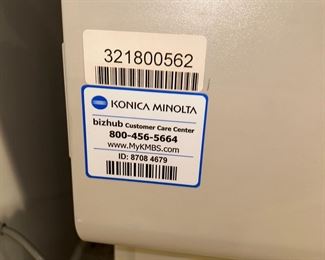 321800562
KONICA MINOLTA
bizhub Customer Care Center
800-456-5664
www.MyKMBS.com
ID: 8708 4679